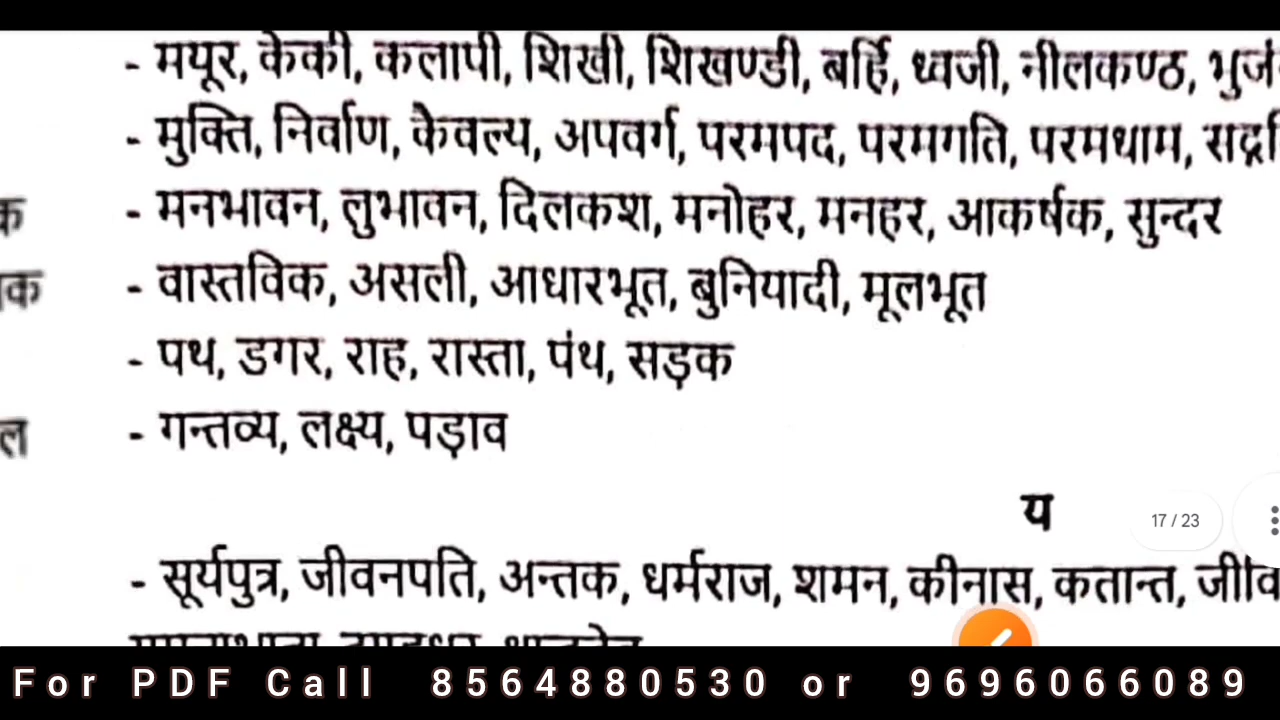 - मयूर, केकी, कलापी, शिखी, शिखण्डी, बर्हि, ध्वजी, नीलकण्ठ,
- मुक्ति, निर्वाण, कैवल्य, अपवर्ग, परमपद, परमगति, परमधाम,
क - मनभावन, लुभावन, दिलकश, मनोहर, मनहर, आकर्षक, सुन्दर
क - वास्तविक, असली, आधारभूत, बुनियादी, मूलभूत
- पथ, डगर, राह, रास्ता, पंथ, सड़क
ल - गन्तव्य, लक्ष्य, पड़ाव
य
17 / 23
- सूर्यपुत्र, जीवनपति, अन्तक, धर्मराज, शमन, कीनास, कतान्त,
For PDF Call 8564880530 or 9696066089